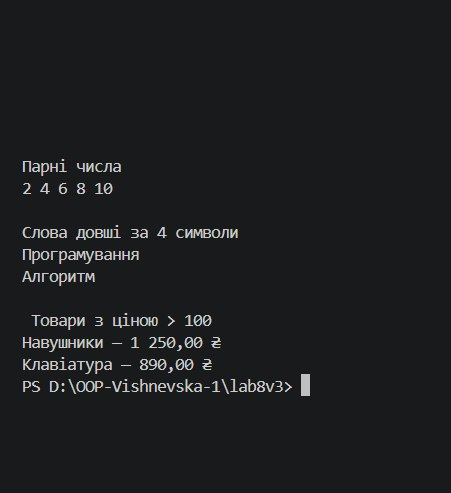 Парні числа
2 4 6 8 10
Слова довші за 4 символи
Програмування
Алгоритм
Товари з ціною > 100
Навушники – 1 250,00 ₴
Клавіатура – 890,00 ₴
PS D:\OOP-Vishnevska-1\lab8v3>